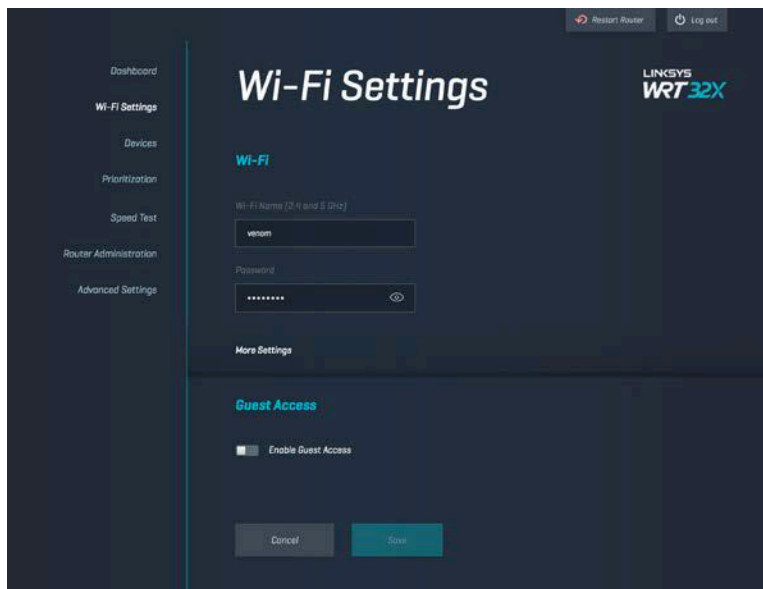 Restart Router
Log out
Dashboard
Wi-Fi Settings
Devices
Prioritization
Speed Test
Router Administration
Advanced Settings
Wi-Fi Settings
LINKSYS
WRT 32X
Wi-Fi
Wi-Fi Name (2.4 and 5 GHz)
venom
Password
••••••••
More Settings
Guest Access
Enable Guest Access
Cancel
Save